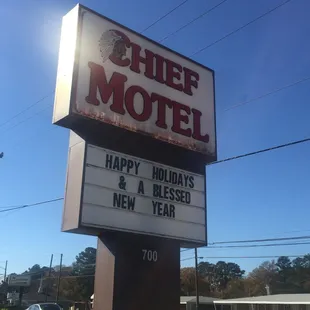 CHIEF
MOTEL
HAPPY HOLIDAYS
& A BLESSED
NEW YEAR
700